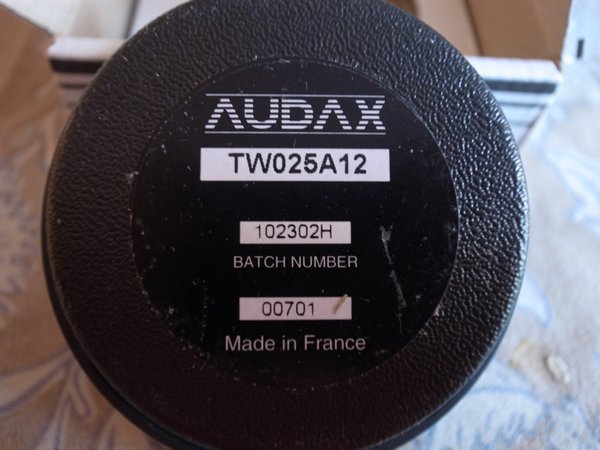 AUDAX
TW025A12
102302H
BATCH NUMBER
00701
Made in France